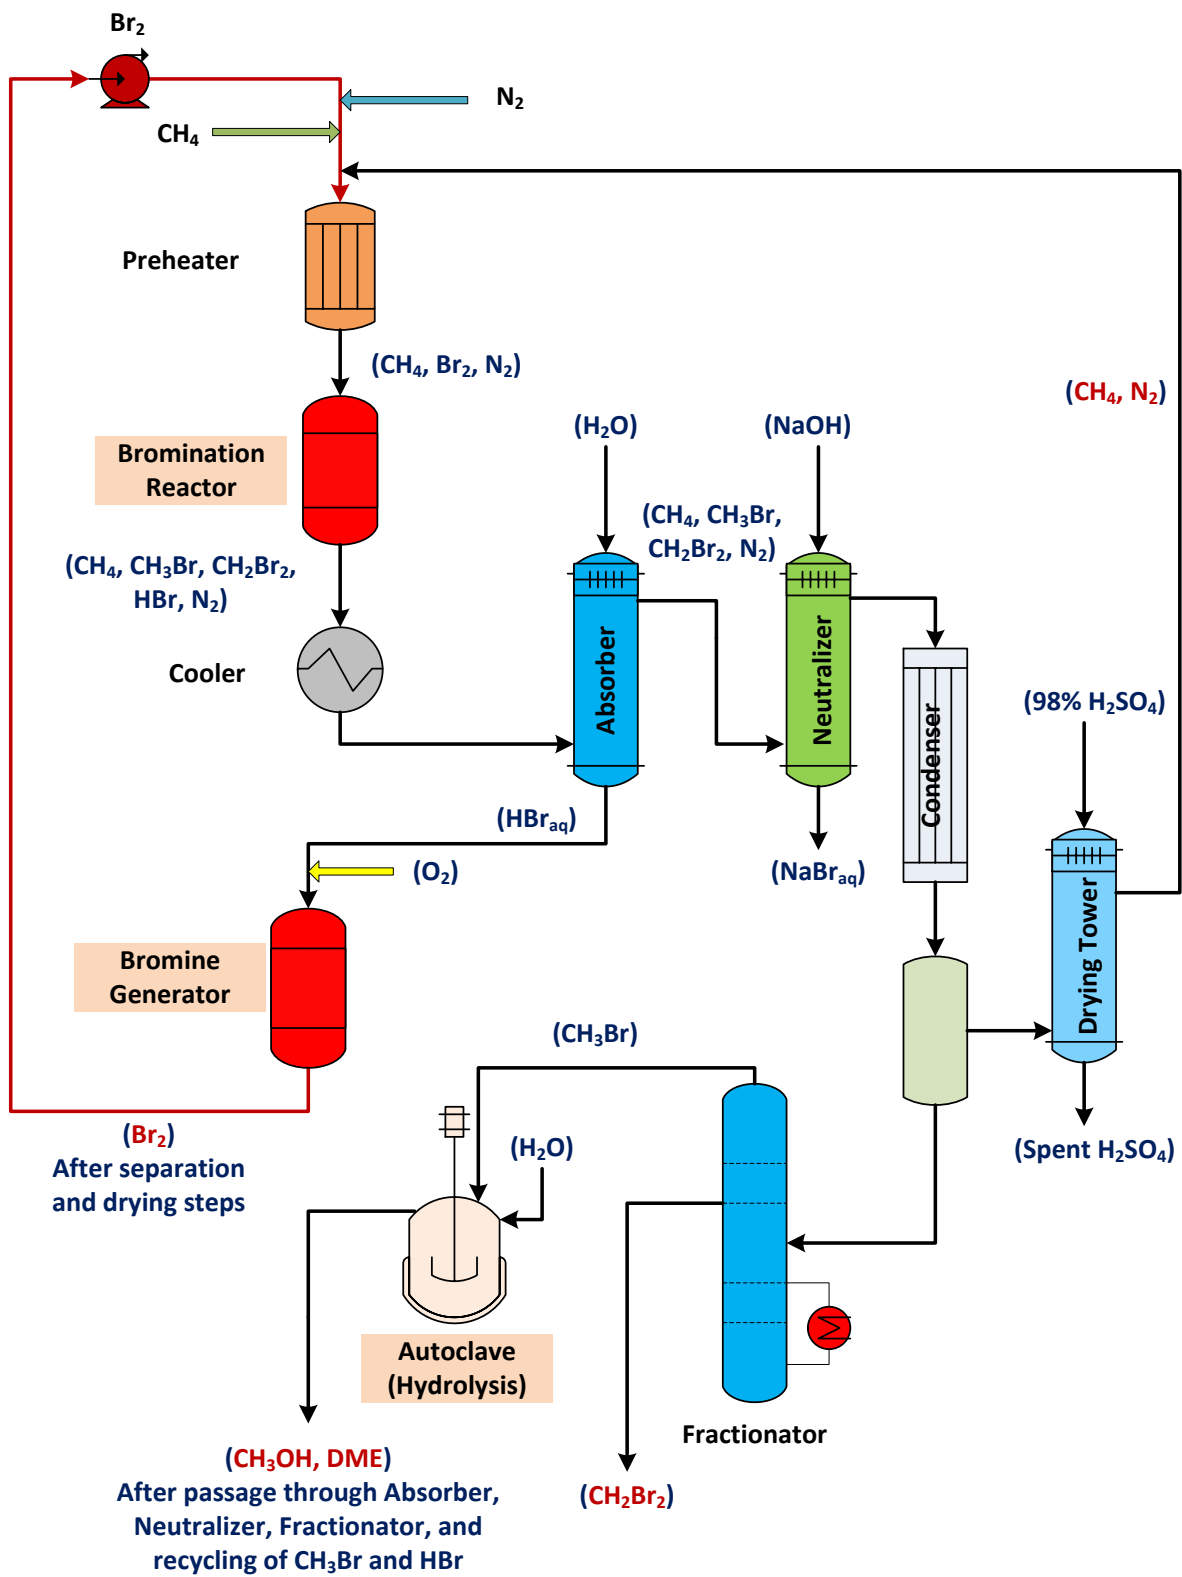 Br₂
N₂
CH₄
Preheater
(CH₄, Br₂, N₂)
(CH₄, N₂)
(H₂O)
(NaOH)
Bromination
Reactor
(CH₄, CH₃Br,
CH₂Br₂, N₂)
(CH₄, CH₃Br, CH₂Br₂,
HBr, N₂)
Cooler
Absorber
Neutralizer
Condenser
(98% H₂SO₄)
(HBrₐq)
(O₂)
(NaBrₐq)
Drying Tower
Bromine
Generator
(CH₃Br)
(Br₂)
After separation
and drying steps
(H₂O)
(Spent H₂SO₄)
Autoclave
(Hydrolysis)
Fractionator
(CH₃OH, DME)
After passage through Absorber,
Neutralizer, Fractionator, and
recycling of CH₃Br and HBr
(CH₂Br₂)